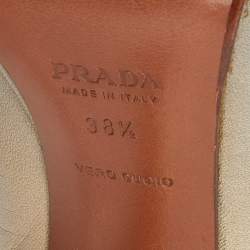 PRADA
MADE IN ITALY
38½
VERO CUOIO